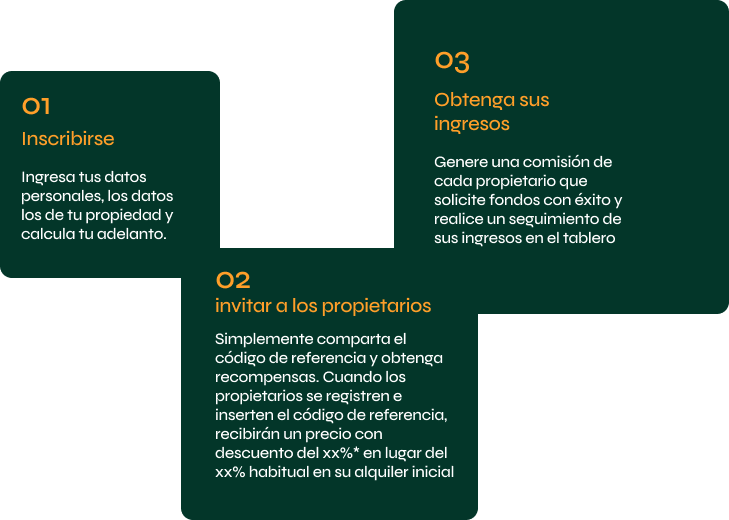 01
Inscribirse
Ingresa tus datos
personales, los datos
los de tu propiedad y
calcula tu adelanto.
02
invitar a los propietarios
Simplemente comparta el
código de referencia y obtenga
recompensas. Cuando los
propietarios se registren e
inserten el código de referencia,
recibirán un precio con
descuento del xx%* en lugar del
xx% habitual en su alquiler inicial
03
Obtenga sus
ingresos
Genere una comisión de
cada propietario que
solicite fondos con éxito y
realice un seguimiento de
sus ingresos en el tablero